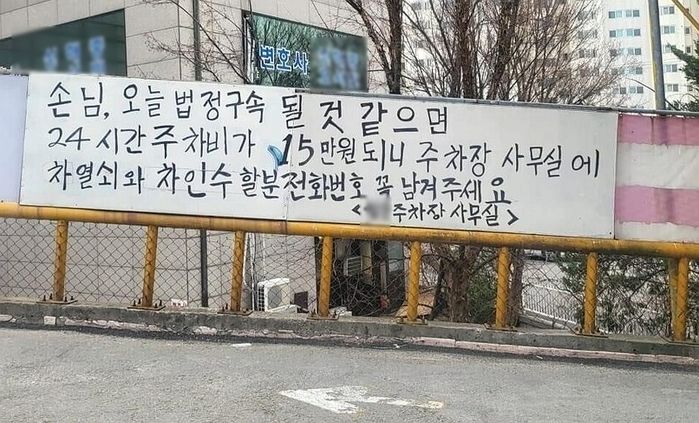 변호사
손님, 오늘 법정구속 될 것 같으면
24시간 주차비가 15만원 되니 주차장 사무실에
차열쇠와 차인수 할분 전화번호 꼭 남겨주세요
< 주차장 사무실>